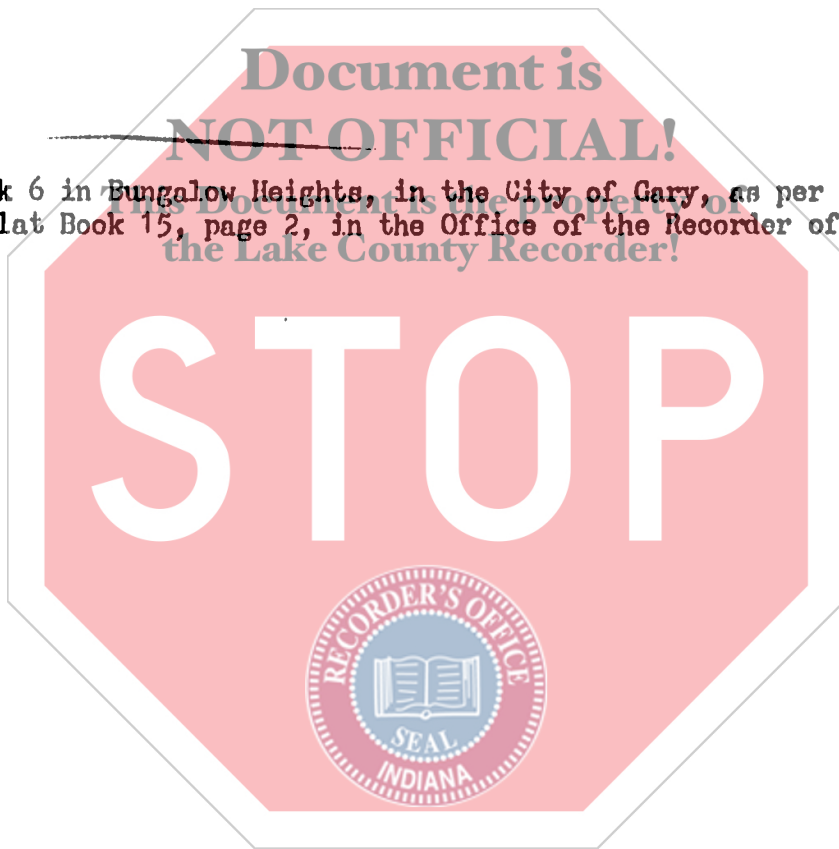 Document is
NOT OFFICIAL!
k 6 in Bungalow Heights, in the City of Gary, as per
This Document is the property of
lat Book 15, page 2, in the Office of the Recorder of
the Lake County Recorder!
STOP
RECORDER'S OFFICE
SEAL
INDIANA